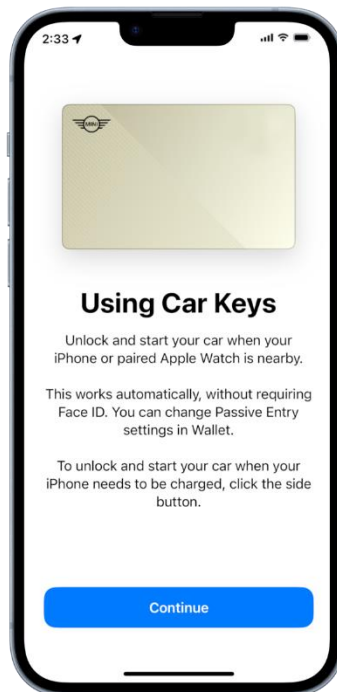 2:33
MINI
Using Car Keys
Unlock and start your car when your
iPhone or paired Apple Watch is nearby.
This works automatically, without requiring
Face ID. You can change Passive Entry
settings in Wallet.
To unlock and start your car when your
iPhone needs to be charged, click the side
button.
Continue